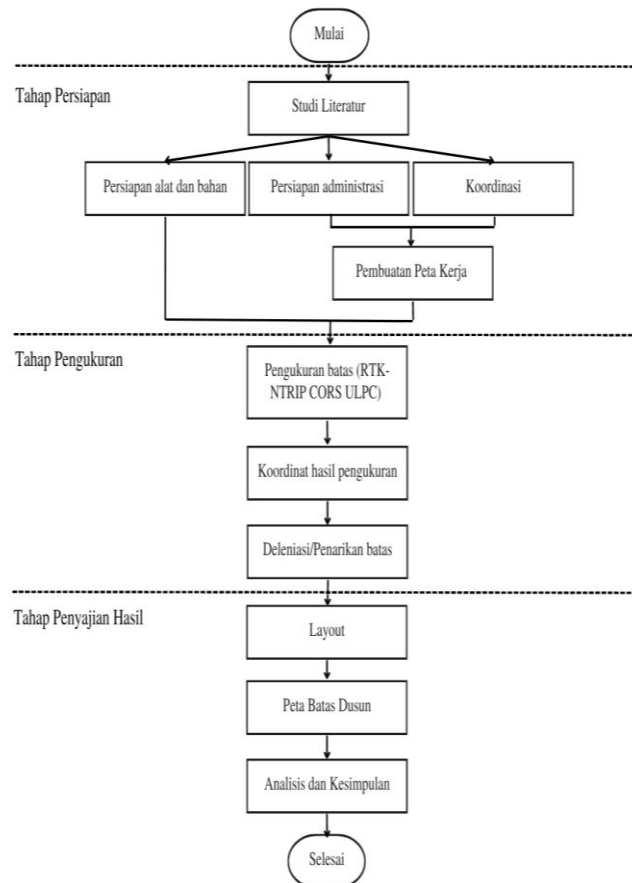 Mulai
Tahap Persiapan
Studi Literatur
Persiapan alat dan bahan
Persiapan administrasi
Koordinasi
Pembuatan Peta Kerja
Tahap Pengukuran
Pengukuran batas (RTK-
NTRIP CORS ULPC)
Koordinat hasil pengukuran
Deleniasi/Penarikan batas
Tahap Penyajian Hasil
Layout
Peta Batas Dusun
Analisis dan Kesimpulan
Selesai